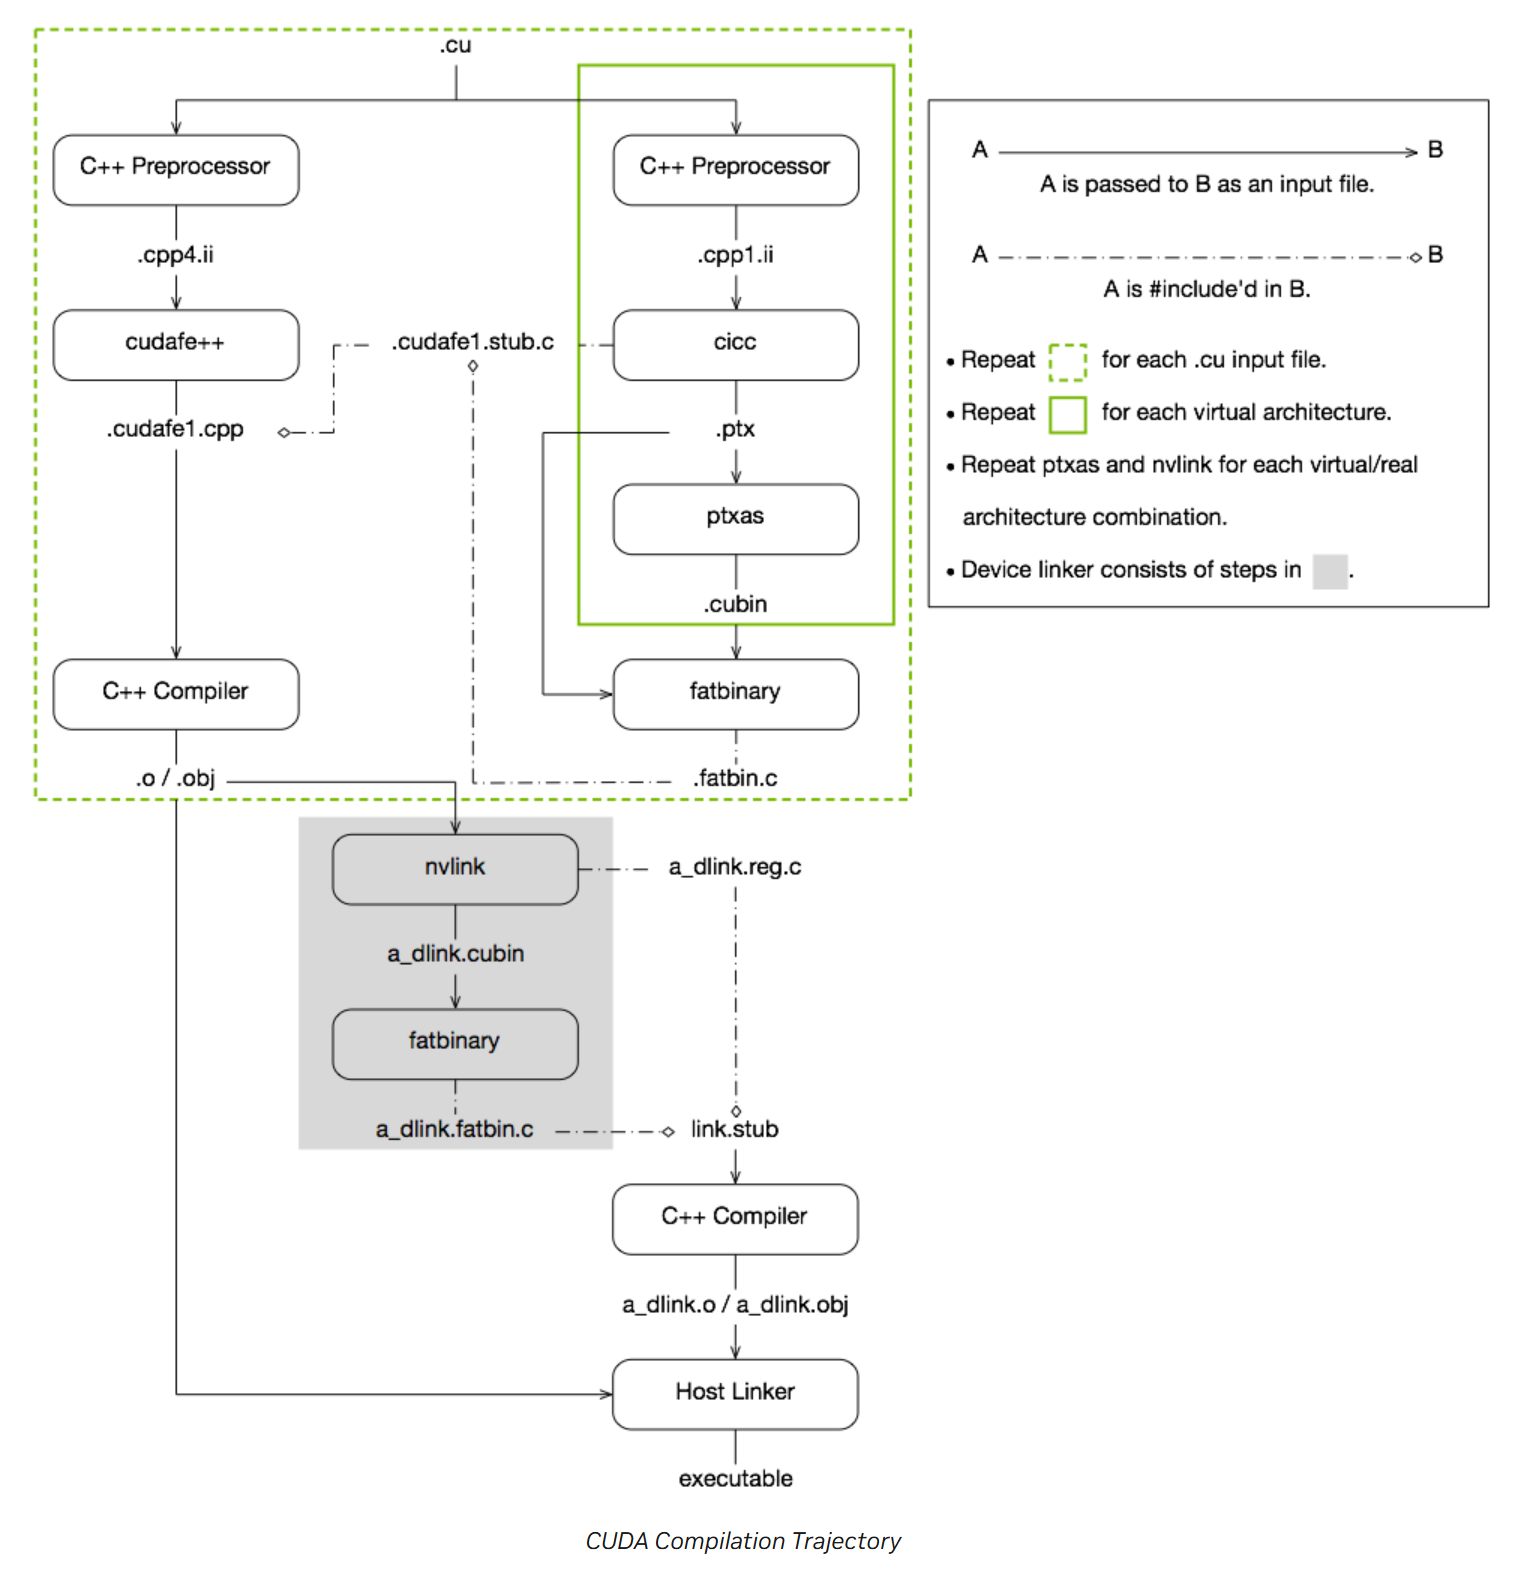 .cu
C++ Preprocessor
C++ Preprocessor
.cpp4.ii
.cpp1.ii
cudafe++
.cudafe1.stub.c
cicc
.cudafe1.cpp
.ptx
ptxas
.cubin
C++ Compiler
fatbinary
.o / .obj
.fatbin.c
nvlink
a_dlink.reg.c
a_dlink.cubin
fatbinary
a_dlink.fatbin.c
link.stub
C++ Compiler
a_dlink.o / a_dlink.obj
Host Linker
executable
A B
A is passed to B as an input file.
A B
A is #include'd in B.
• Repeat for each .cu input file.
• Repeat for each virtual architecture.
• Repeat ptxas and nvlink for each virtual/real
architecture combination.
• Device linker consists of steps in .
CUDA Compilation Trajectory